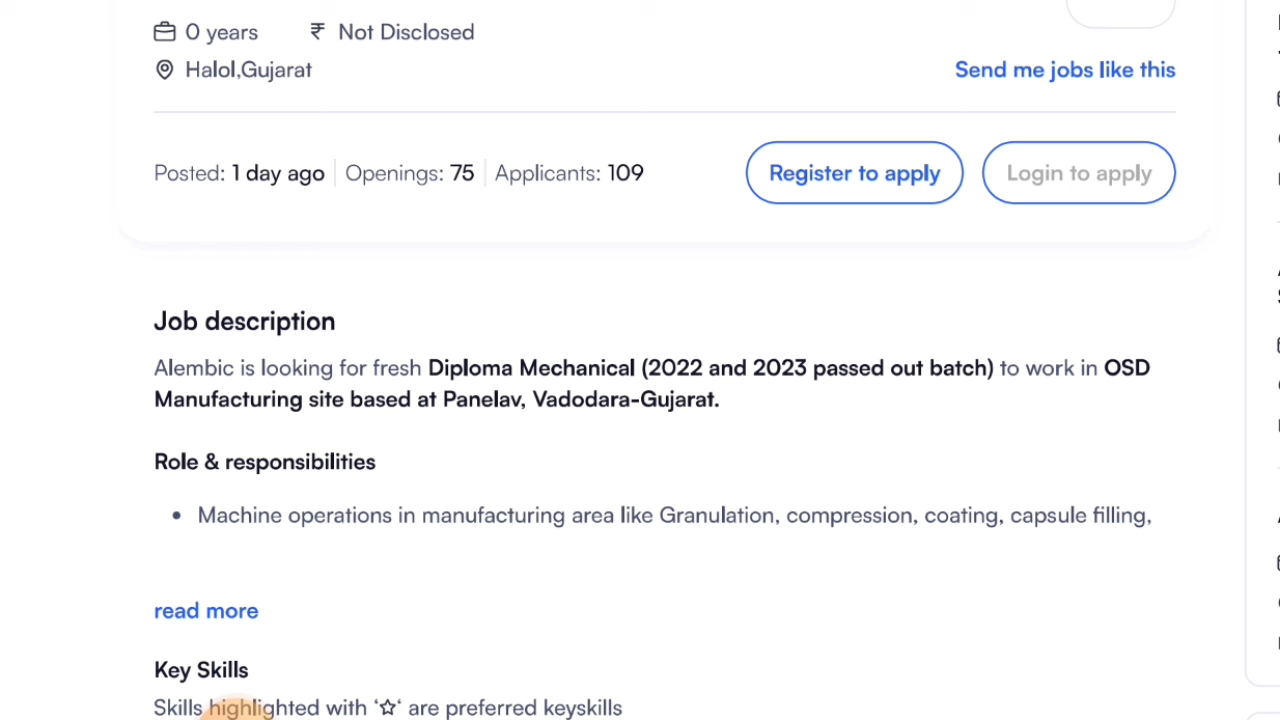 0 years ₹ Not Disclosed
Halol,Gujarat
Send me jobs like this
Posted: 1 day ago Openings: 75 Applicants: 109
Register to apply
Login to apply
Job description
Alembic is looking for fresh Diploma Mechanical (2022 and 2023 passed out batch) to work in OSD
Manufacturing site based at Panelav, Vadodara-Gujarat.
Role & responsibilities
• Machine operations in manufacturing area like Granulation, compression, coating, capsule filling,
read more
Key Skills
Skills highlighted with ‘☆‘ are preferred keyskills